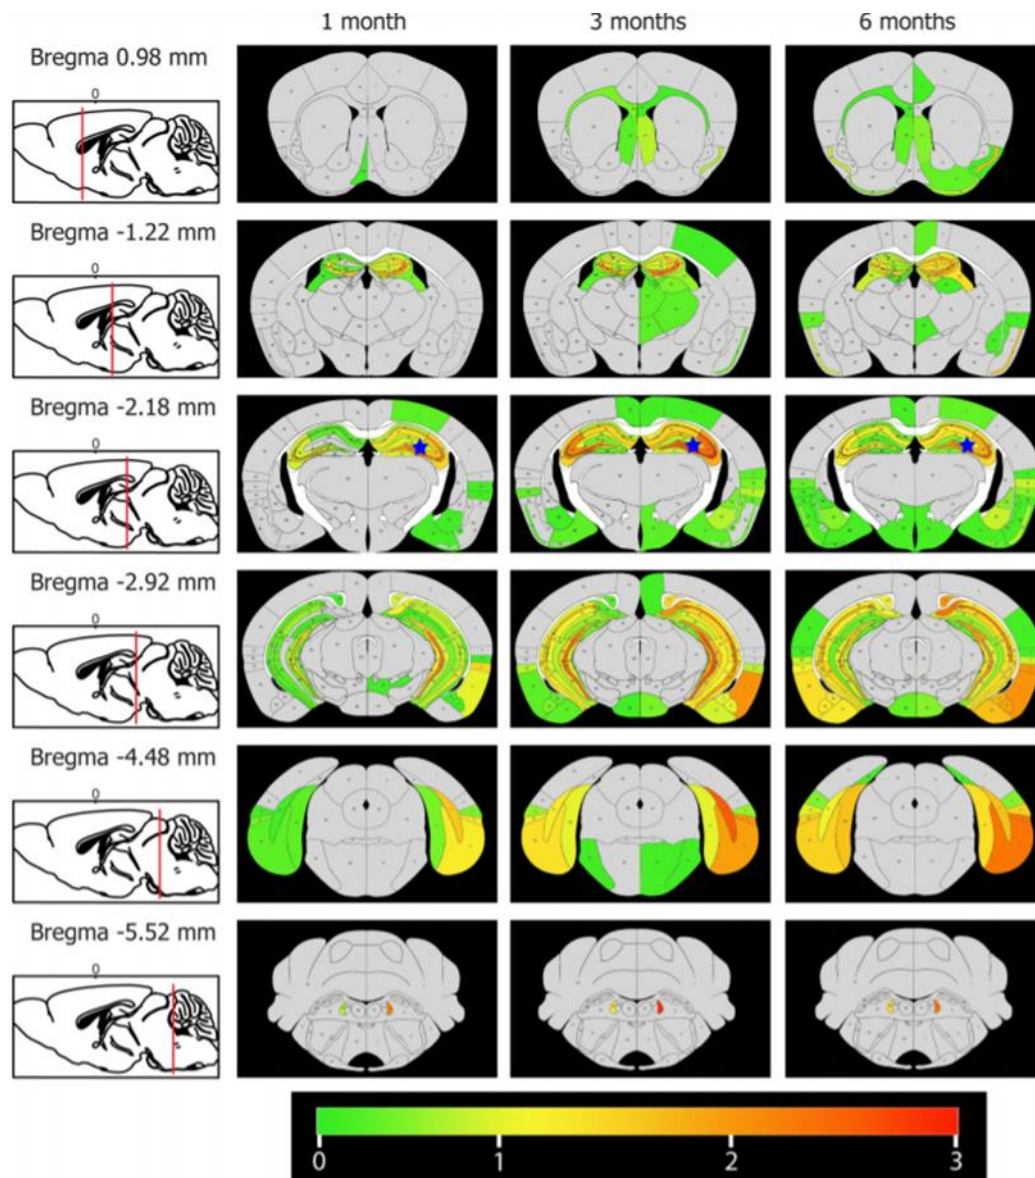 1 month 3 months 6 months
Bregma 0.98 mm
0
Bregma -1.22 mm
0
Bregma -2.18 mm
0
Bregma -2.92 mm
0
Bregma -4.48 mm
0
Bregma -5.52 mm
0
0 1 2 3